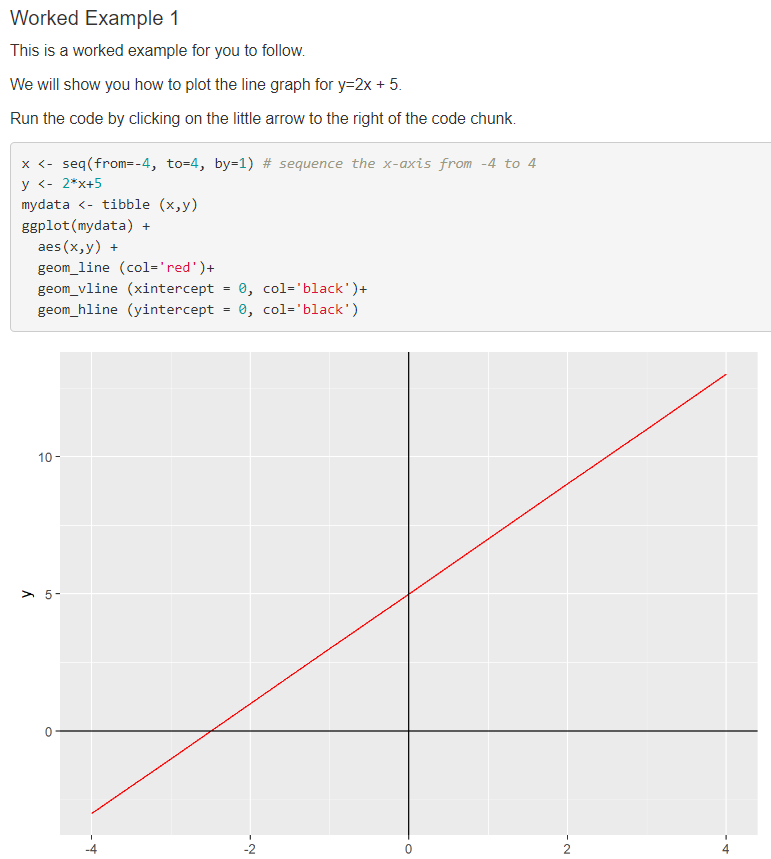 Worked Example 1
This is a worked example for you to follow.
We will show you how to plot the line graph for y=2x + 5.
Run the code by clicking on the little arrow to the right of the code chunk.
x <- seq(from=-4, to=4, by=1) # sequence the x-axis from -4 to 4
y <- 2*x+5
mydata <- tibble (x,y)
ggplot(mydata) +
  aes(x,y) +
  geom_line (col='red')+
  geom_vline (xintercept = 0, col='black')+
  geom_hline (yintercept = 0, col='black')
10
y
5
0
-4 -2 0 2 4